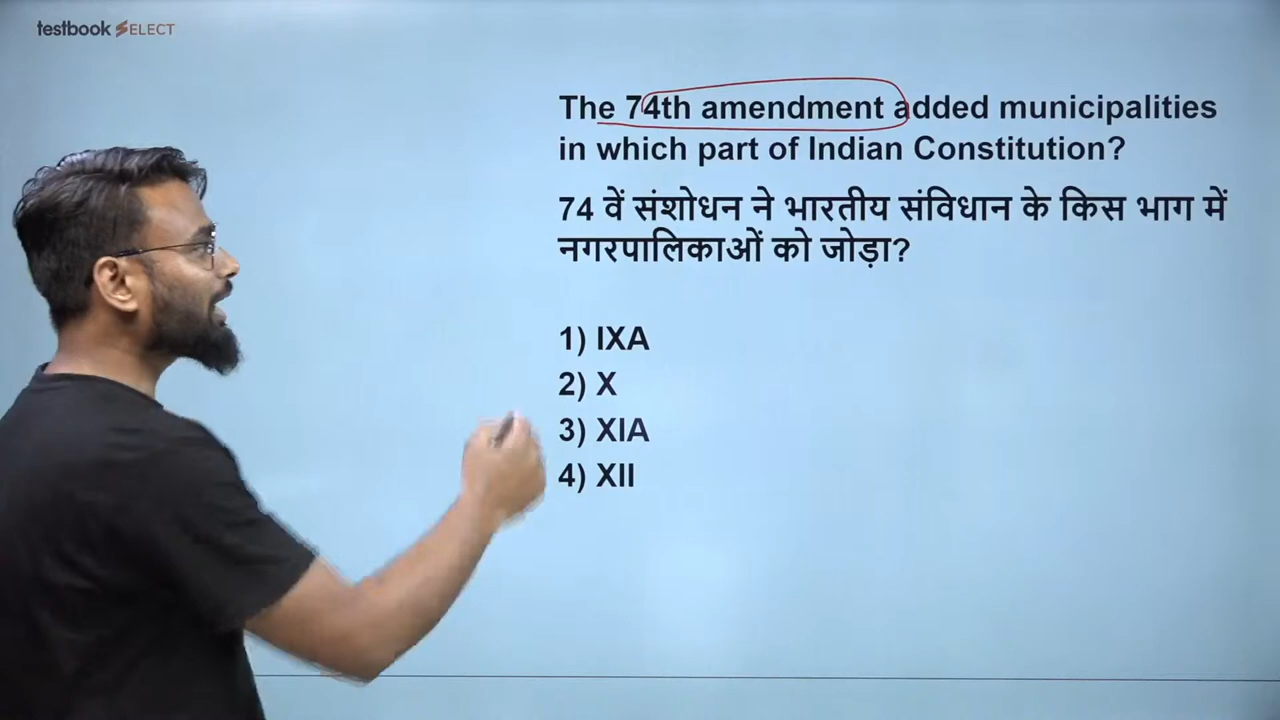 testbook SELECT
The 74th amendment added municipalities
in which part of Indian Constitution?
74 वें संशोधन ने भारतीय संविधान के किस भाग में
नगरपालिकाओं को जोड़ा?
1) IXA
2) X
3) XIA
4) XII